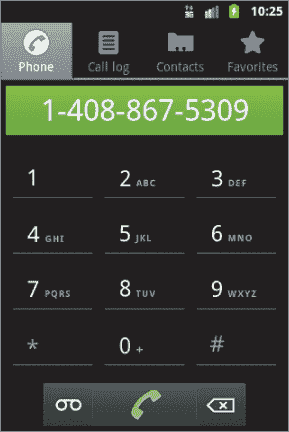 3G 10:25
Phone Call log Contacts Favorites
1-408-867-5309
1 2 ABC 3 DEF
4 GHI 5 JKL 6 MNO
7 PQRS 8 TUV 9 WXYZ
* 0 + #